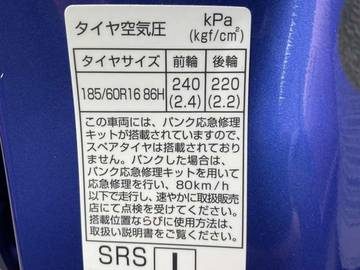 タイヤ空気圧 kPa
(kgf/cm²)
タイヤサイズ 前輪 後輪
185/60R16 86H 240 220
(2.4) (2.2)
この車両には、パンク応急修理
キットが搭載されていますので、
スペアタイヤは搭載されており
ません。パンクした場合は、
パンク応急修理キットを用いて
応急修理を行い、80km/h
以下で走行し、速やかに取扱販売
店にて点検を受けてください。
搭載位置ならびに使用方法は、
取扱い説明書をご覧ください。
SRS